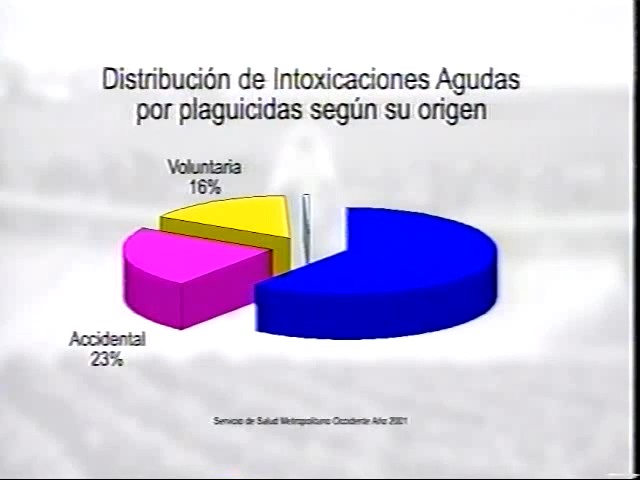 Distribución de Intoxicaciones Agudas
por plaguicidas según su origen
Voluntaria
16%
Accidental
23%
Servicio de Salud Metropolitano Occidente Año 2001